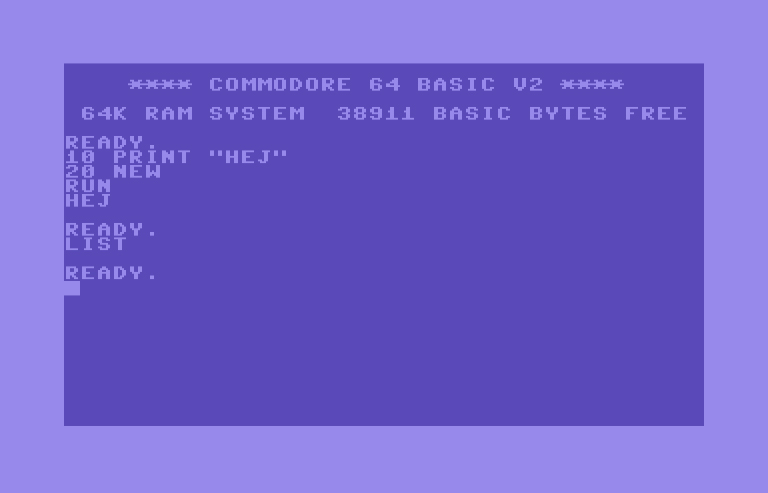 **** COMMODORE 64 BASIC V2 ****
64K RAM SYSTEM  38911 BASIC BYTES FREE
READY.
10 PRINT "HEJ"
20 NEW
RUN
HEJ
READY.
LIST
READY.